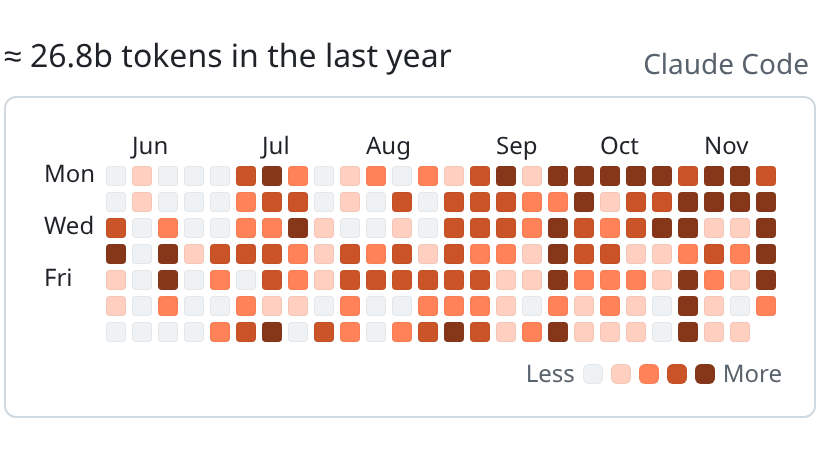 ≈ 26.8b tokens in the last year
Claude Code
Jun Jul Aug Sep Oct Nov
Mon
Wed
Fri
Less More